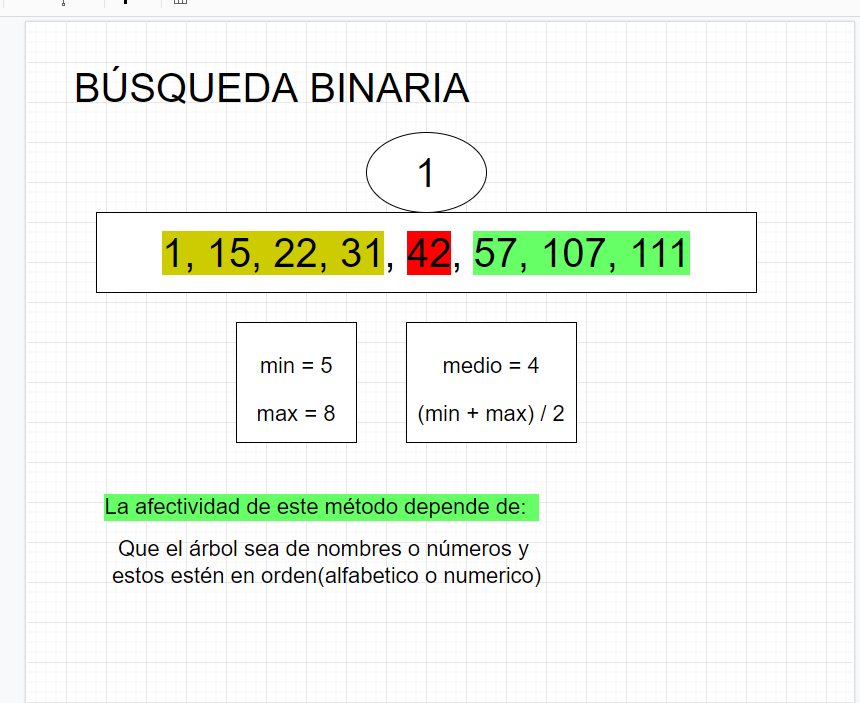 BÚSQUEDA BINARIA
1
1, 15, 22, 31, 42, 57, 107, 111
min = 5
max = 8
medio = 4
(min + max) / 2
La afectividad de este método depende de:
Que el árbol sea de nombres o números y
estos estén en orden(alfabetico o numerico)